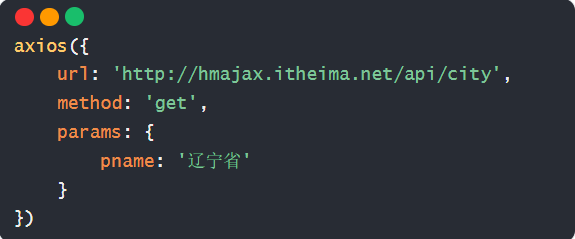 axios({
    url: 'http://hmajax.itheima.net/api/city',
    method: 'get',
    params: {
        pname: '辽宁省'
    }
})